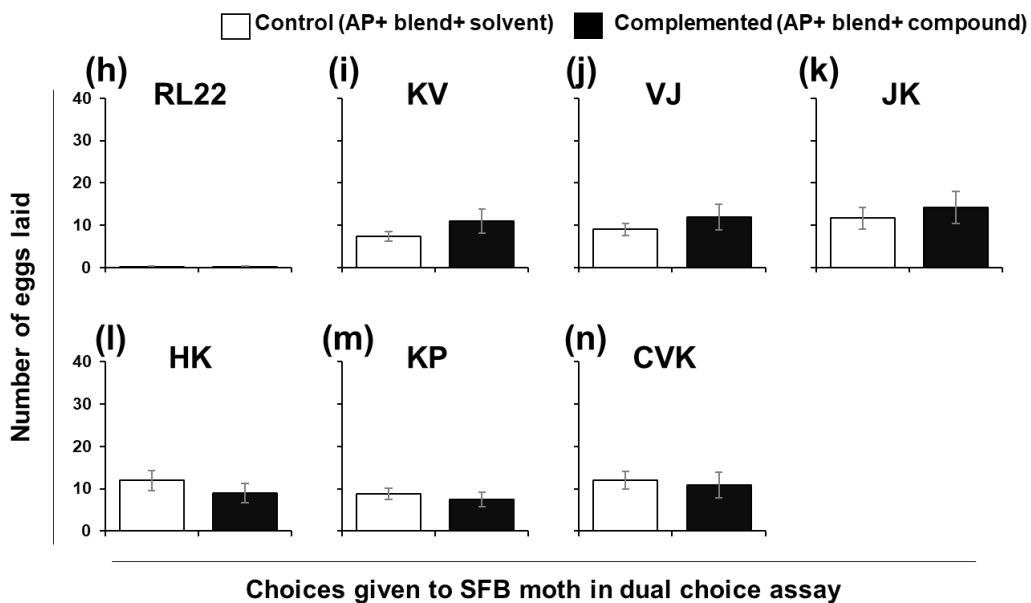 Control (AP+ blend+ solvent) Complemented (AP+ blend+ compound)
(h) (i) (j) (k)
RL22 KV VJ JK
40
30
20
10
0
(l) (m) (n)
HK KP CVK
40
30
20
10
0
Number of eggs laid
Choices given to SFB moth in dual choice assay